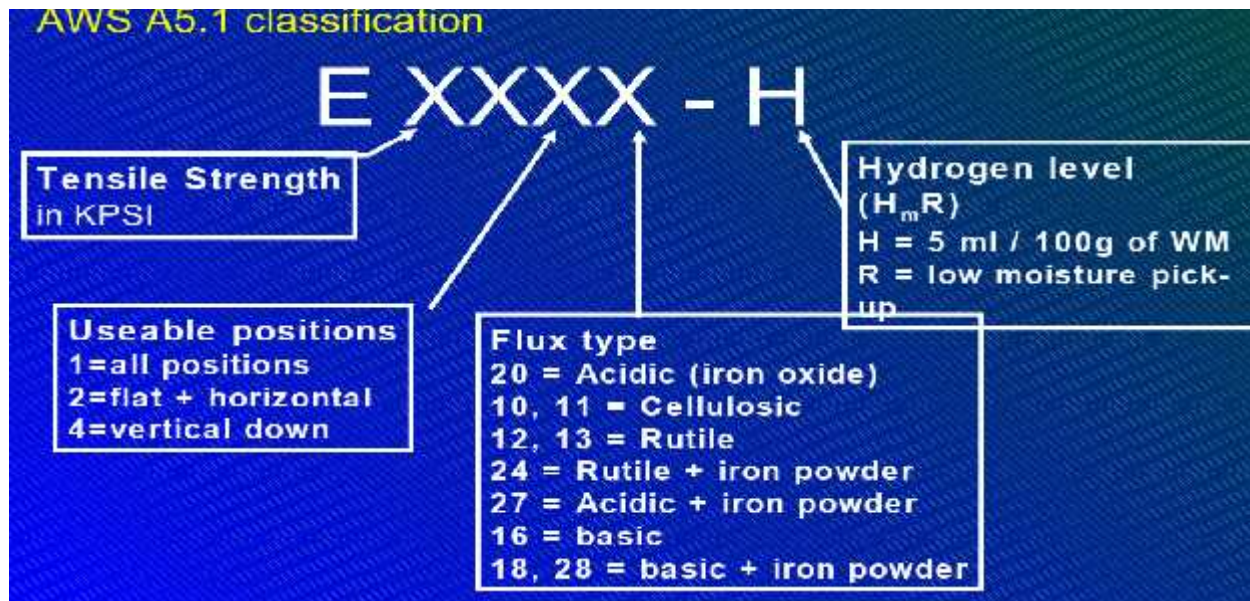 AWS A5.1 classification
E XXXX - H
Tensile Strength
in KPSI
Hydrogen level
(HmR)
H = 5 ml / 100g of WM
R = low moisture pick-
up
Useable positions
1=all positions
2=flat + horizontal
4=vertical down
Flux type
20 = Acidic (iron oxide)
10, 11 = Cellulosic
12, 13 = Rutile
24 = Rutile + iron powder
27 = Acidic + iron powder
16 = basic
18, 28 = basic + iron powder